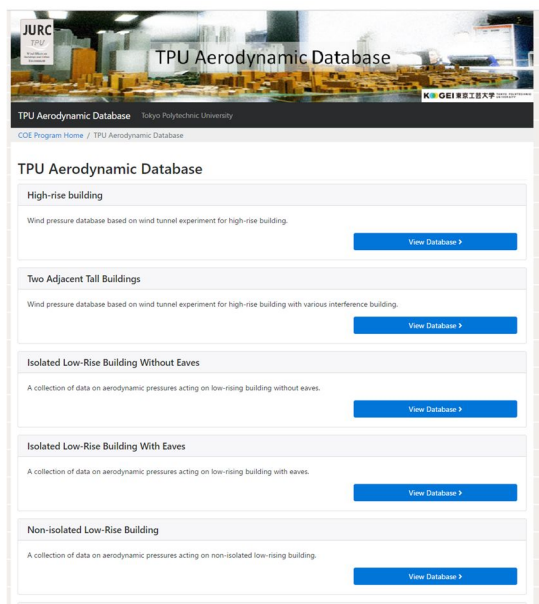 JURC
TPU
TPU Aerodynamic Database
KOGEI 東京工芸大学 TOKYO POLYTECHNIC UNIVERSITY
TPU Aerodynamic Database Tokyo Polytechnic University
COE Program Home / TPU Aerodynamic Database
TPU Aerodynamic Database
High-rise building
Wind pressure database based on wind tunnel experiment for high-rise building.
View Database
Two Adjacent Tall Buildings
Wind pressure database based on wind tunnel experiment for high-rise building with various interference building.
View Database
Isolated Low-Rise Building Without Eaves
A collection of data on aerodynamic pressures acting on low-rising building without eaves.
View Database
Isolated Low-Rise Building With Eaves
A collection of data on aerodynamic pressures acting on low-rising building with eaves.
View Database
Non-isolated Low-Rise Building
A collection of data on aerodynamic pressures acting on non-isolated low-rising building.
View Database